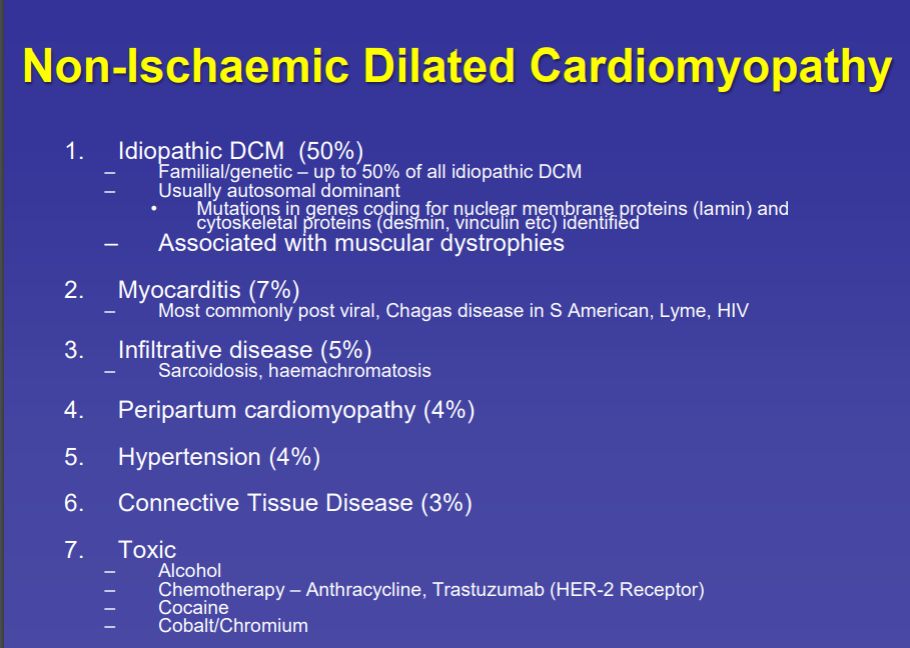 Non-Ischaemic Dilated Cardiomyopathy
1. Idiopathic DCM (50%)
– Familial/genetic – up to 50% of all idiopathic DCM
– Usually autosomal dominant
• Mutations in genes coding for nuclear membrane proteins (lamin) and
cytoskeletal proteins (desmin, vinculin etc) identified
– Associated with muscular dystrophies
2. Myocarditis (7%)
– Most commonly post viral, Chagas disease in S American, Lyme, HIV
3. Infiltrative disease (5%)
– Sarcoidosis, haemachromatosis
4. Peripartum cardiomyopathy (4%)
5. Hypertension (4%)
6. Connective Tissue Disease (3%)
7. Toxic
– Alcohol
– Chemotherapy – Anthracycline, Trastuzumab (HER-2 Receptor)
– Cocaine
– Cobalt/Chromium